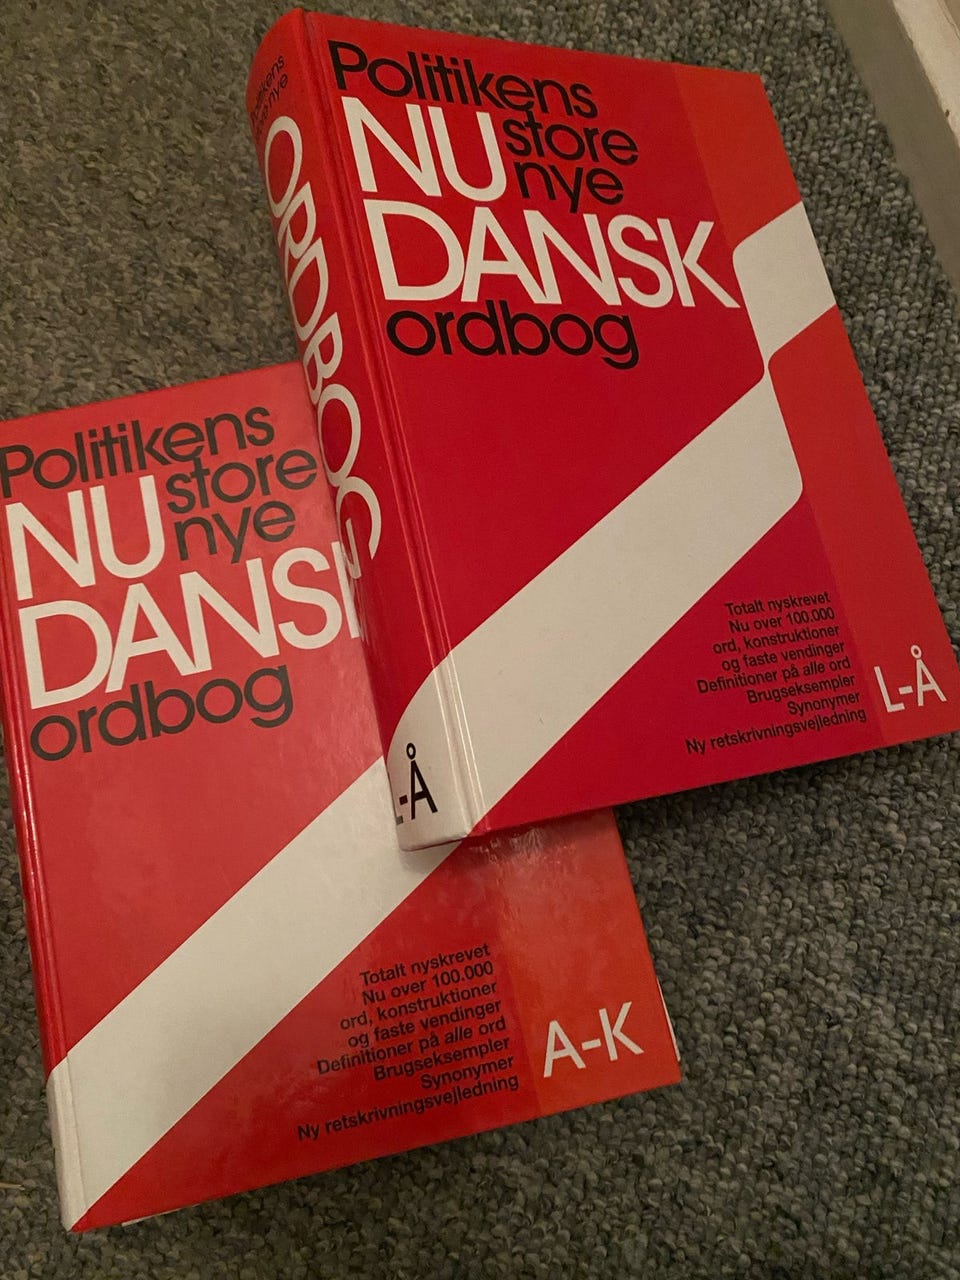 Politikens
store
NU nye
DANSK
ordbog
Totalt nyskrevet
Nu over 100.000
ord, konstruktioner
og faste vendinger
Definitioner på alle ord
Brugseksempler
Synonymer
Ny retskrivningsvejledning
L-Å
ORDBOG
-Å
Politikens
store
NU nye
DANS
ordbog
Totalt nyskrevet
Nu over 100.000
ord, konstruktioner
og faste vendinger
Definitioner på alle ord
Brugseksempler
Synonymer
Ny retskrivningsvejledning
A-K